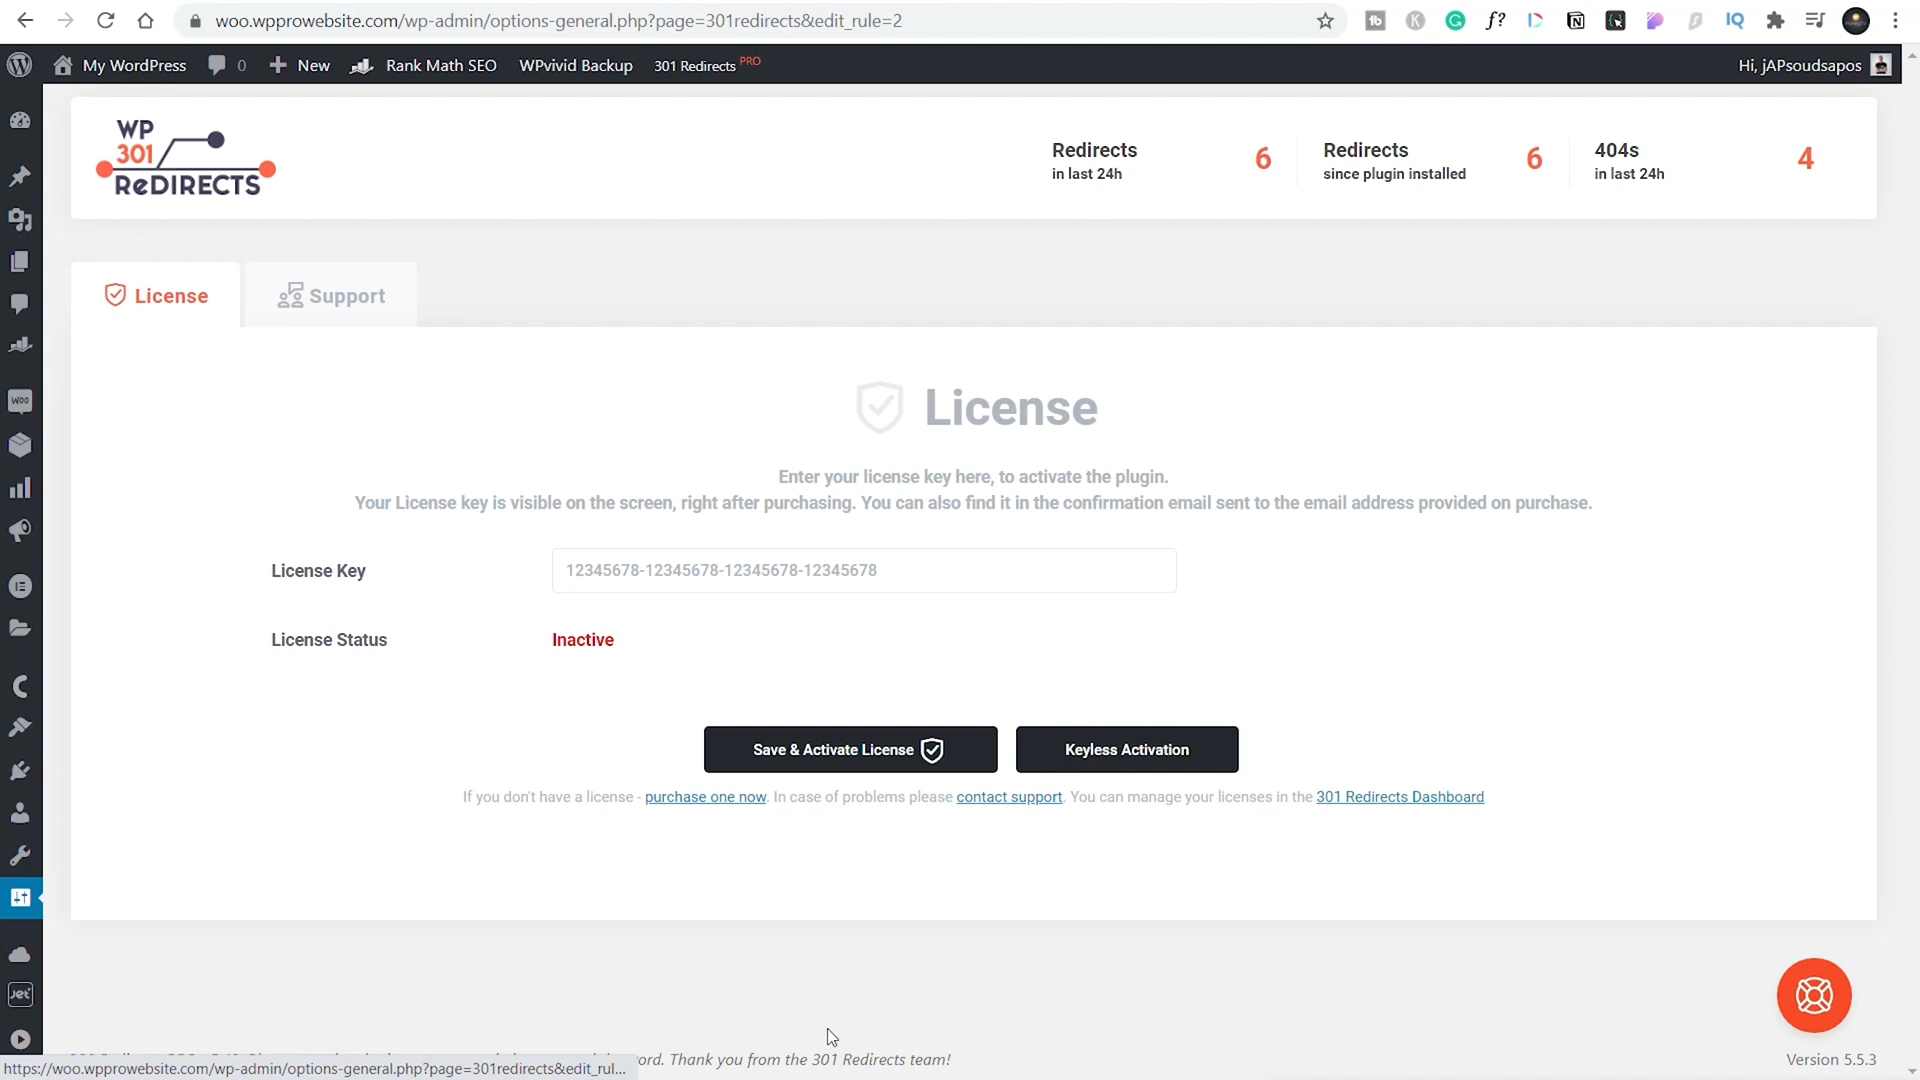 woo.wpprowebsite.com/wp-admin/options-general.php?page=301redirects&edit_rule=2
My WordPress 0 New Rank Math SEO WPvivid Backup 301 Redirects PRO Hi, jAPsoudsapos
WP
301
ReDIRECTS
Redirects
in last 24h
6
Redirects
since plugin installed
6
404s
in last 24h
4
License
Support
License
Enter your license key here, to activate the plugin.
Your License key is visible on the screen, right after purchasing. You can also find it in the confirmation email sent to the email address provided on purchase.
License Key
12345678-12345678-12345678-12345678
License Status
Inactive
Save & Activate License
Keyless Activation
If you don't have a license - purchase one now. In case of problems please contact support. You can manage your licenses in the 301 Redirects Dashboard
Thank you from the 301 Redirects team!
Version 5.5.3
https://woo.wpprowebsite.com/wp-admin/options-general.php?page=301redirects&edit_rul...
f?
IQ
tb
K
G
N
WOO
JET